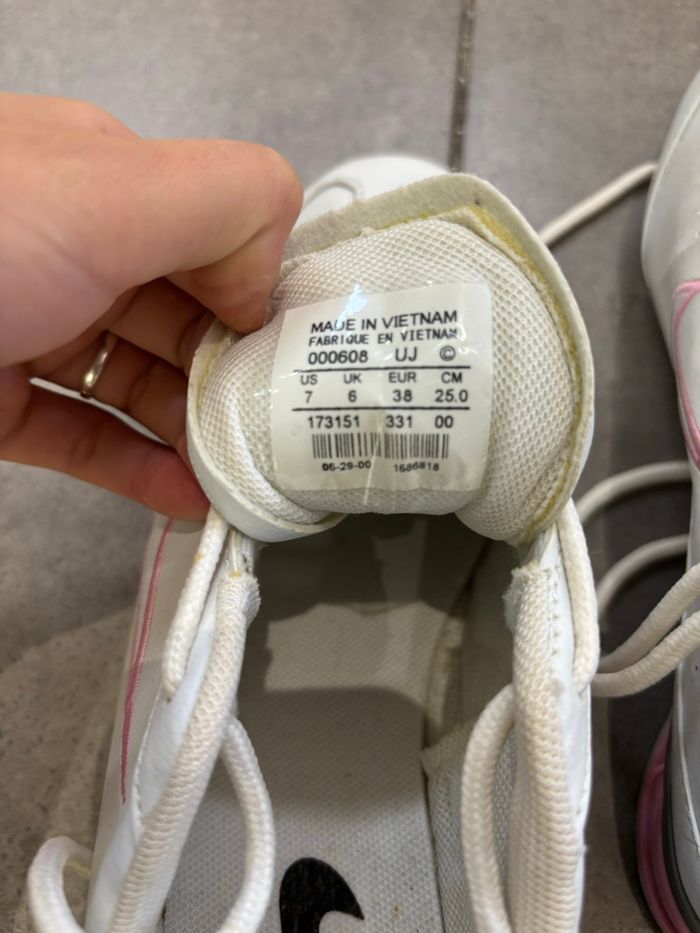 MADE IN VIETNAM
FABRIQUE EN VIETNAM
000608 UJ ©
US UK EUR CM
7 6 38 25.0
173151 331 00
06-29-00 1686818